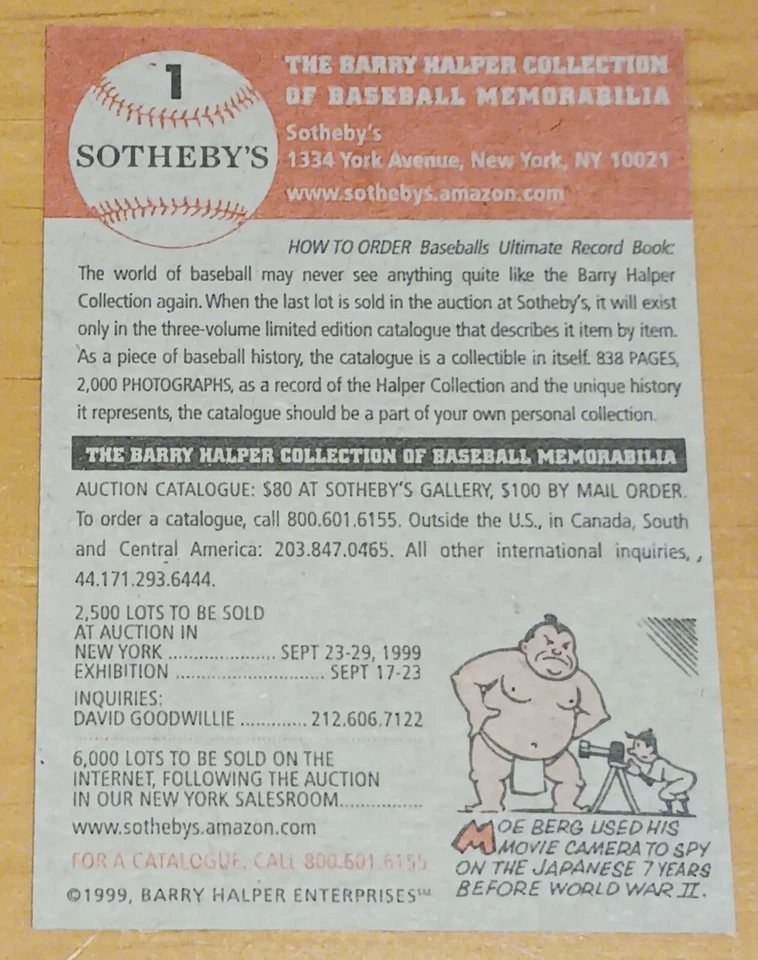 1
SOTHEBY'S
THE BARRY HALPER COLLECTION
OF BASEBALL MEMORABILIA
Sotheby's
1334 York Avenue, New York, NY 10021
www.sothebys.amazon.com
HOW TO ORDER Baseballs Ultimate Record Book:
The world of baseball may never see anything quite like the Barry Halper
Collection again. When the last lot is sold in the auction at Sotheby's, it will exist
only in the three-volume limited edition catalogue that describes it item by item.
As a piece of baseball history, the catalogue is a collectible in itself. 838 PAGES,
2,000 PHOTOGRAPHS, as a record of the Halper Collection and the unique history
it represents, the catalogue should be a part of your own personal collection.
THE BARRY HALPER COLLECTION OF BASEBALL MEMORABILIA
AUCTION CATALOGUE: $80 AT SOTHEBY'S GALLERY, $100 BY MAIL ORDER.
To order a catalogue, call 800.601.6155. Outside the U.S., in Canada, South
and Central America: 203.847.0465. All other international inquiries,
44.171.293.6444.
2,500 LOTS TO BE SOLD
AT AUCTION IN
NEW YORK .................... SEPT 23-29, 1999
EXHIBITION ............................ SEPT 17-23
INQUIRIES:
DAVID GOODWILLIE ............ 212.606.7122
6,000 LOTS TO BE SOLD ON THE
INTERNET, FOLLOWING THE AUCTION
IN OUR NEW YORK SALESROOM...............
www.sothebys.amazon.com
FOR A CATALOGUE, CALL 800.601.6155
©1999, BARRY HALPER ENTERPRISES℠
MOE BERG USED HIS
MOVIE CAMERA TO SPY
ON THE JAPANESE 7 YEARS
BEFORE WORLD WAR II.